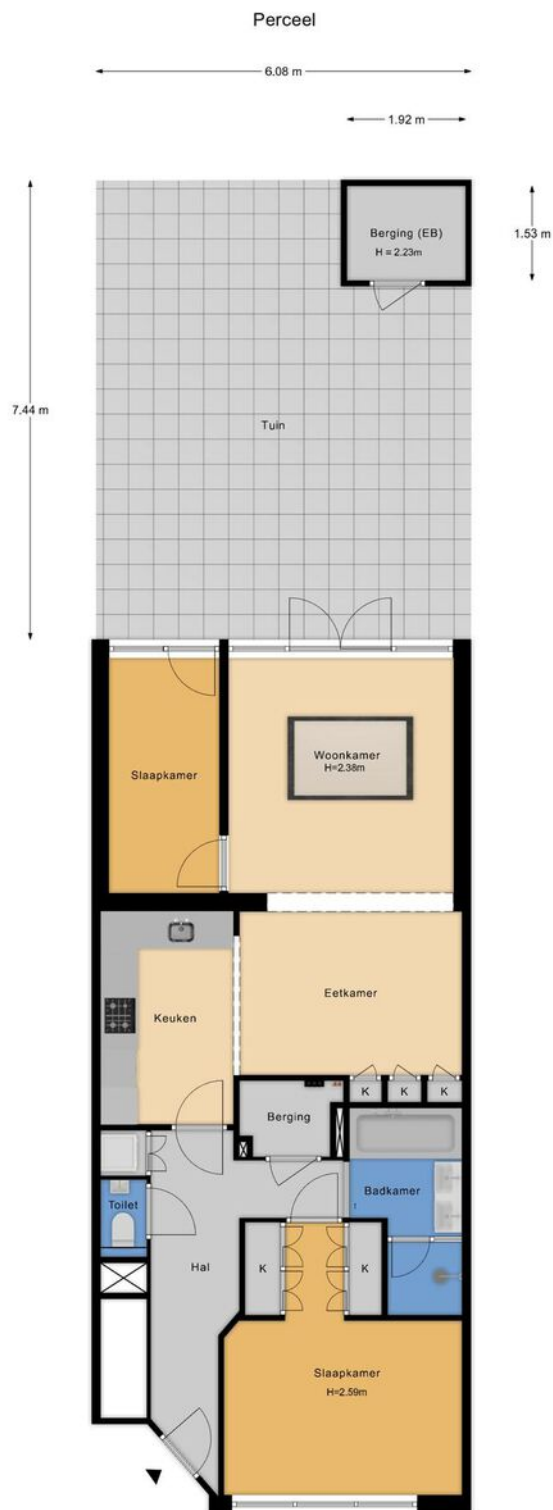 Perceel
6.08 m
1.92 m
Berging (EB)
H = 2.23m
1.53 m
7.44 m
Tuin
Woonkamer
H=2.38m
Slaapkamer
Eetkamer
Keuken
K K K
Berging
Badkamer
Toilet
Hal
K K
Slaapkamer
H=2.59m